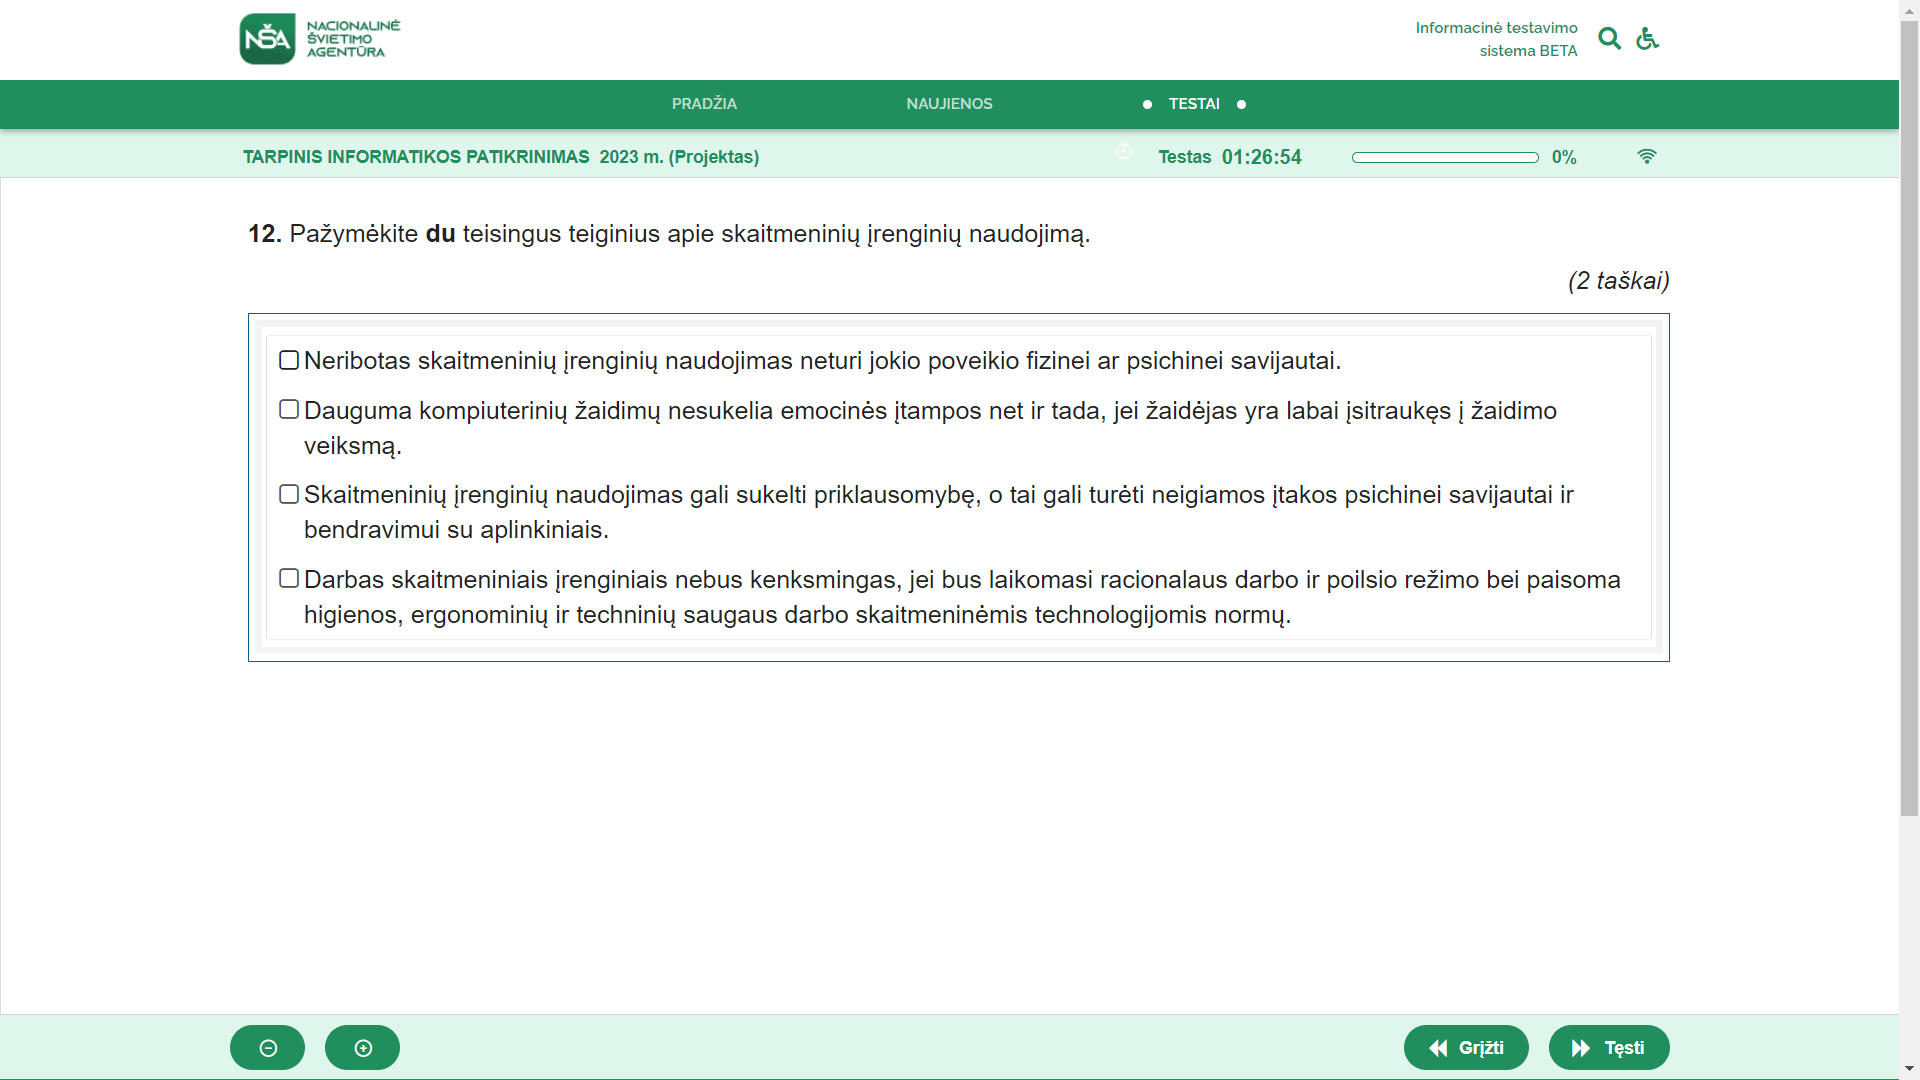 NŠA NACIONALINĖ
ŠVIETIMO
AGENTŪRA
Informacinė testavimo
sistema BETA
PRADŽIA NAUJIENOS TESTAI
TARPINIS INFORMATIKOS PATIKRINIMAS 2023 m. (Projektas) Testas 01:26:54 0%
12. Pažymėkite du teisingus teiginius apie skaitmeninių įrenginių naudojimą.
(2 taškai)
Neribotas skaitmeninių įrenginių naudojimas neturi jokio poveikio fizinei ar psichinei savijautai.
Dauguma kompiuterinių žaidimų nesukelia emocinės įtampos net ir tada, jei žaidėjas yra labai įsitraukęs į žaidimo
veiksmą.
Skaitmeninių įrenginių naudojimas gali sukelti priklausomybę, o tai gali turėti neigiamos įtakos psichinei savijautai ir
bendravimui su aplinkiniais.
Darbas skaitmeniniais įrenginiais nebus kenksmingas, jei bus laikomasi racionalaus darbo ir poilsio režimo bei paisoma
higienos, ergonominių ir techninių saugaus darbo skaitmeninėmis technologijomis normų.
Grįžti Tęsti